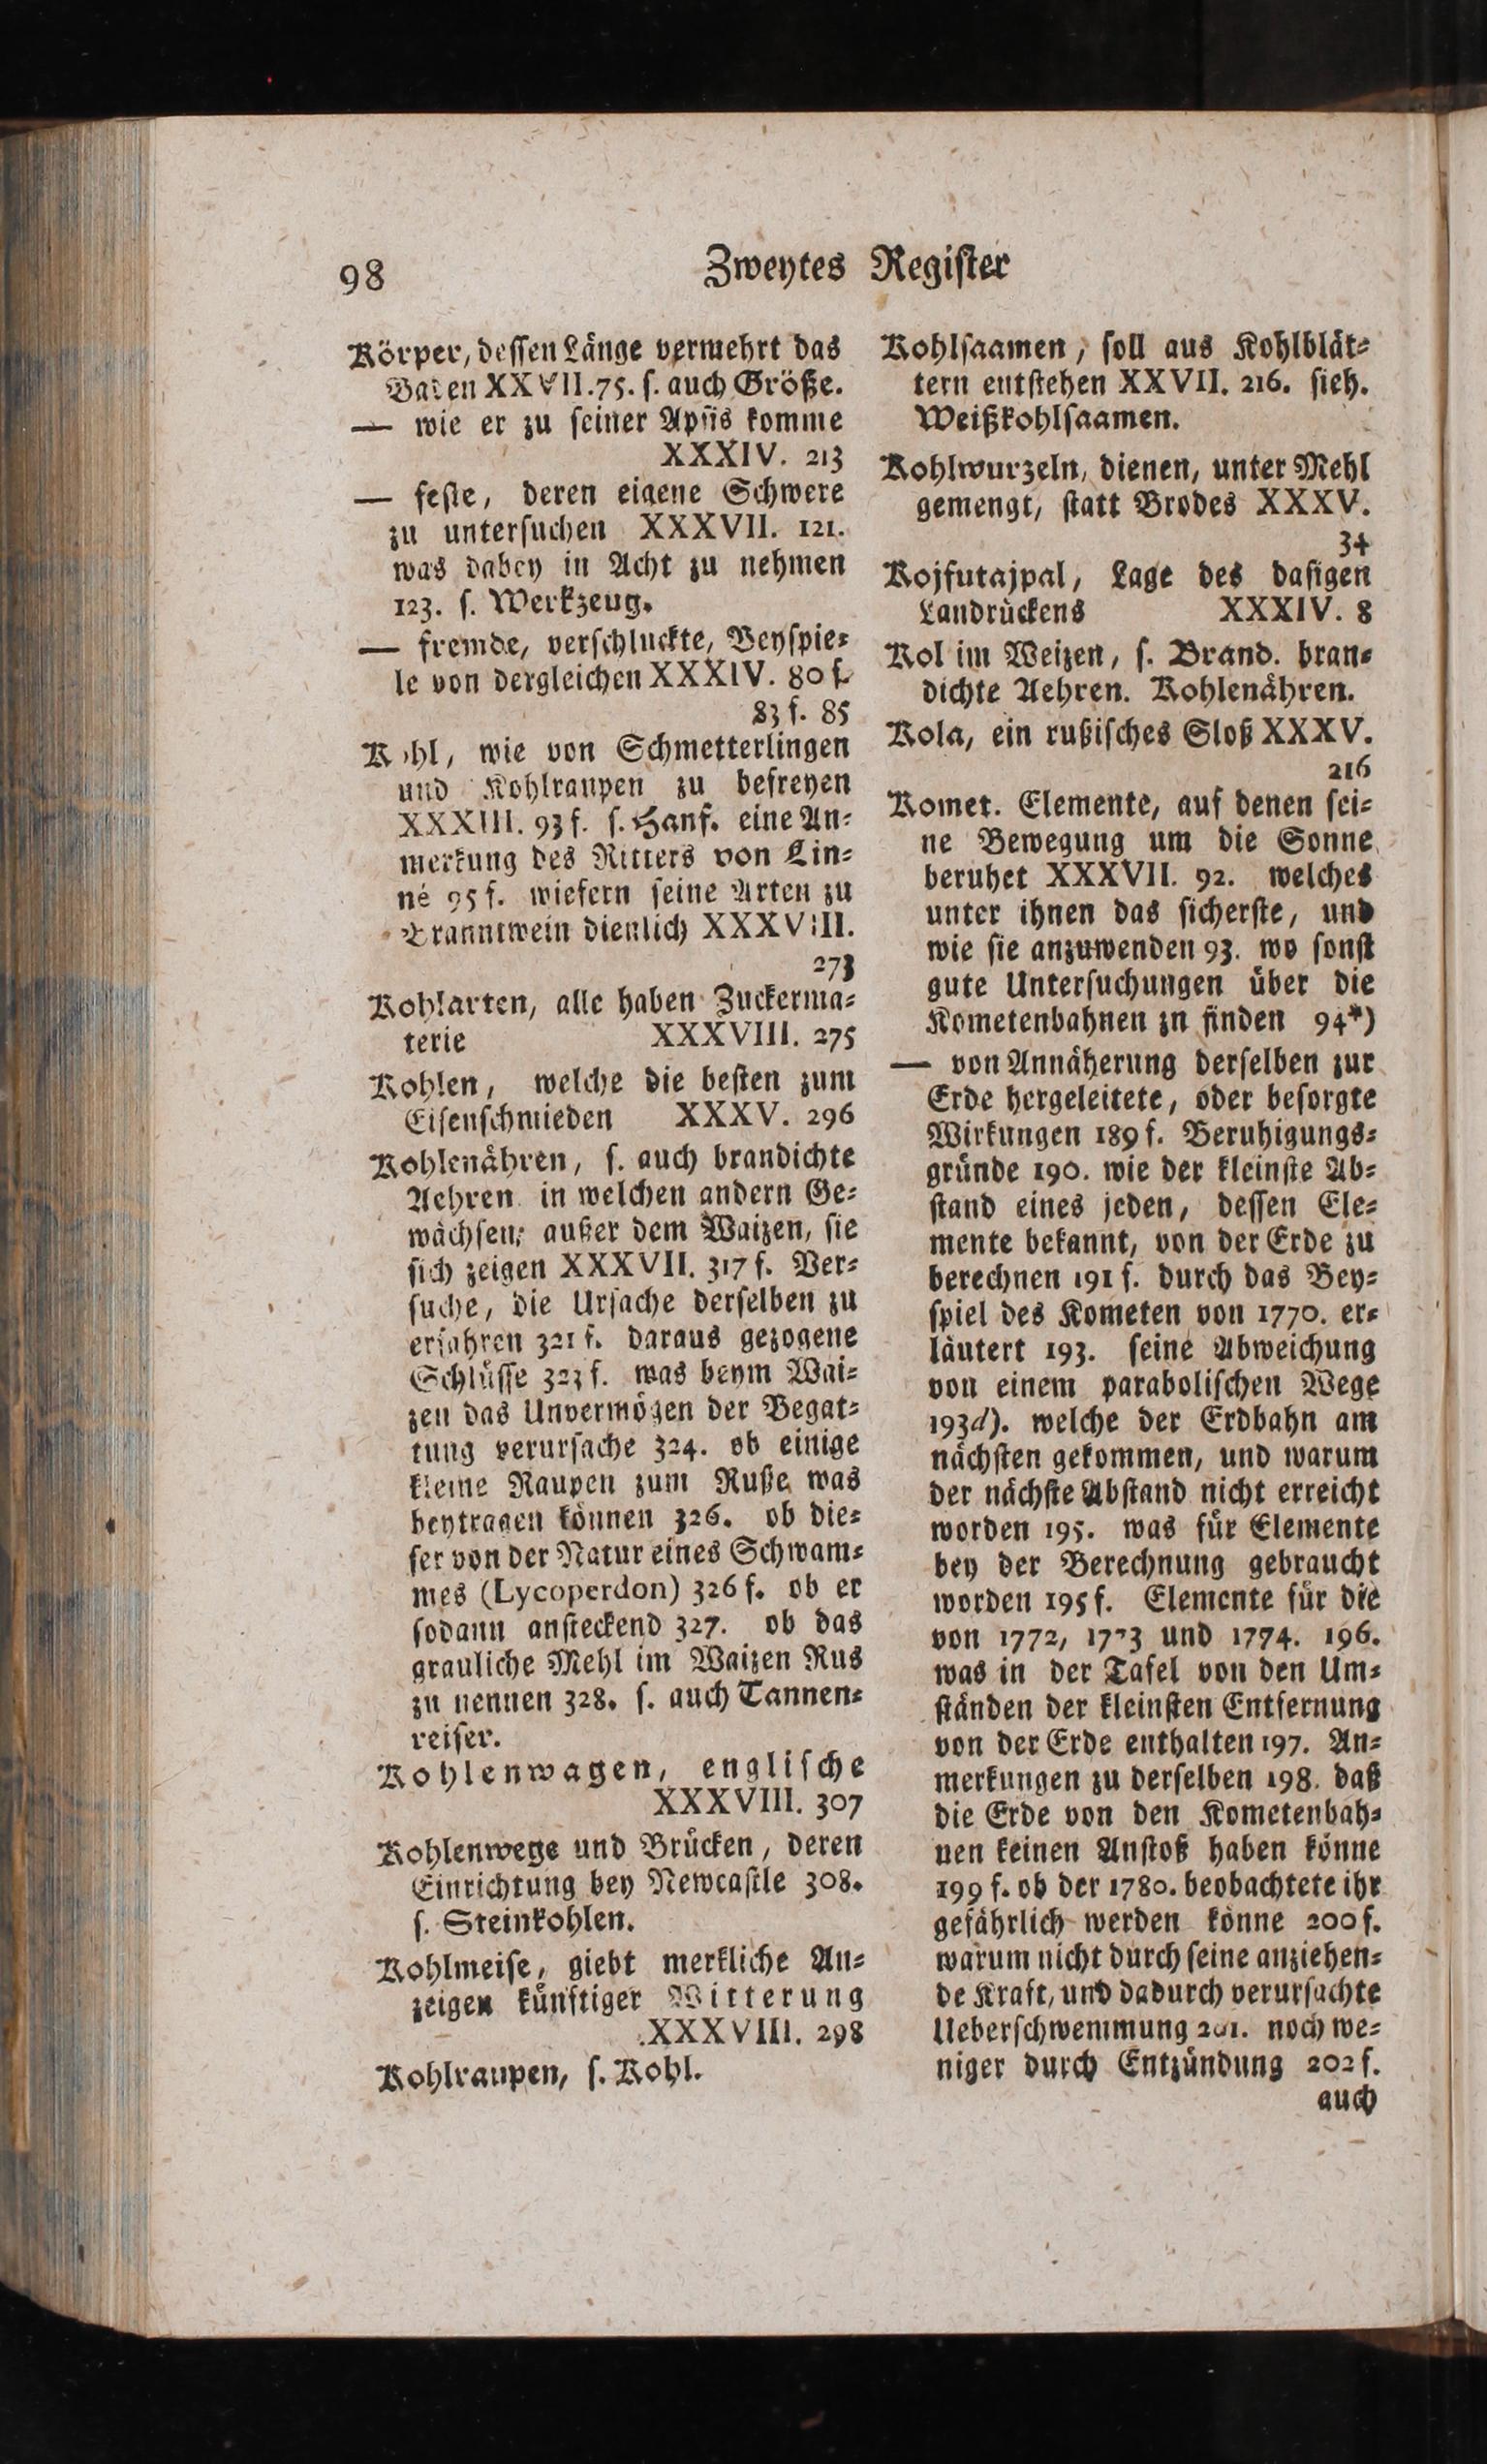 98
Zweytes Register
Körper, dessen Länge vermehrt das
Baden XXVII. 75. s. auch Größe.
— wie er zu seiner Apsis komme
XXXIV. 213
— feste, deren eigene Schwere
zu untersuchen XXXVII. 121.
was dabey in Acht zu nehmen
123. s. Werkzeug.
— fremde, verschluckte, Beyspie-
le von dergleichen XXXIV. 80 f.
83 f. 85
Kohl, wie von Schmetterlingen
und Kohlraupen zu befreyen
XXXIII. 93 f. s. Hanf. eine An-
merkung des Ritters von Lin-
né 95 f. wiefern seine Arten zu
Branntwein dienlich XXXVIII.
273
Kohlarten, alle haben Zuckerma-
terie XXXVIII. 275
Kohlen, welche die besten zum
Eisenschmieden XXXV. 296
Kohlenähren, s. auch brandichte
Aehren. in welchen andern Ge-
wächsen, außer dem Waizen, sie
sich zeigen XXXVII. 317 f. Ver-
suche, die Ursache derselben zu
erfahren 321 f. daraus gezogene
Schlüsse 323 f. was beym Wai-
zen das Unvermögen der Begat-
tung verursache 324. ob einige
kleine Raupen zum Ruße was
beytragen können 326. ob die-
ser von der Natur eines Schwam-
mes (Lycoperdon) 326 f. ob er
sodann ansteckend 327. ob das
grauliche Mehl im Waizen Rus
zu nennen 328. s. auch Tannen-
reiser.
Kohlenwagen, englische
XXXVIII. 307
Kohlenwege und Brücken, deren
Einrichtung bey Newcastle 308.
s. Steinkohlen.
Kohlmeise, giebt merkliche An-
zeigen künftiger Witterung
XXXVIII. 298
Kohlraupen, s. Kohl.
Kohlsaamen, soll aus Kohlblät-
tern entstehen XXVII. 216. sieh.
Weißkohlsaamen.
Kohlwurzeln, dienen, unter Mehl
gemengt, statt Brodes XXXV.
34
Kojfutajpal, Lage des dasigen
Landrückens XXXIV. 8
Kol im Weizen, s. Brand. bran-
dichte Aehren. Kohlenähren.
Kola, ein rußisches Sloß XXXV.
216
Komet. Elemente, auf denen sei-
ne Bewegung um die Sonne
beruhet XXXVII. 92. welches
unter ihnen das sicherste, und
wie sie anzuwenden 93. wo sonst
gute Untersuchungen über die
Kometenbahnen zn finden 94*)
— von Annäherung derselben zur
Erde hergeleitete, oder besorgte
Wirkungen 189 f. Beruhigungs-
gründe 190. wie der kleinste Ab-
stand eines jeden, dessen Ele-
mente bekannt, von der Erde zu
berechnen 191 f. durch das Bey-
spiel des Kometen von 1770. er-
läutert 193. seine Abweichung
von einem parabolischen Wege
193d). welche der Erdbahn am
nächsten gekommen, und warum
der nächste Abstand nicht erreicht
worden 195. was für Elemente
bey der Berechnung gebraucht
worden 195 f. Elemente für die
von 1772, 1773 und 1774. 196.
was in der Tafel von den Um-
ständen der kleinsten Entfernung
von der Erde enthalten 197. An-
merkungen zu derselben 198. daß
die Erde von den Kometenbah-
nen keinen Anstoß haben könne
199 f. ob der 1780. beobachtete ihr
gefährlich werden könne 200 f.
warum nicht durch seine anziehen-
de Kraft, und dadurch verursachte
Ueberschwemmung 201. noch we-
niger durch Entzündung 202 f.
auch